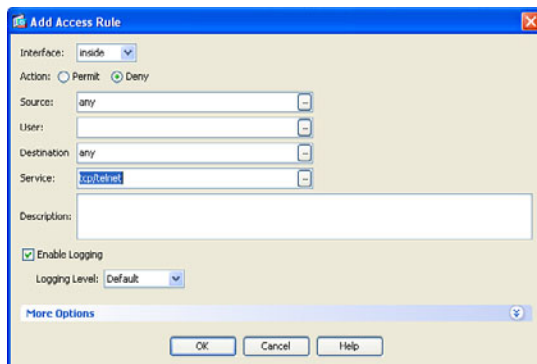 Add Access Rule
Interface: inside
Action: Permit Deny
Source: any
User:
Destination any
Service: tcp/telnet
Description:
Enable Logging
Logging Level: Default
More Options
OK Cancel Help